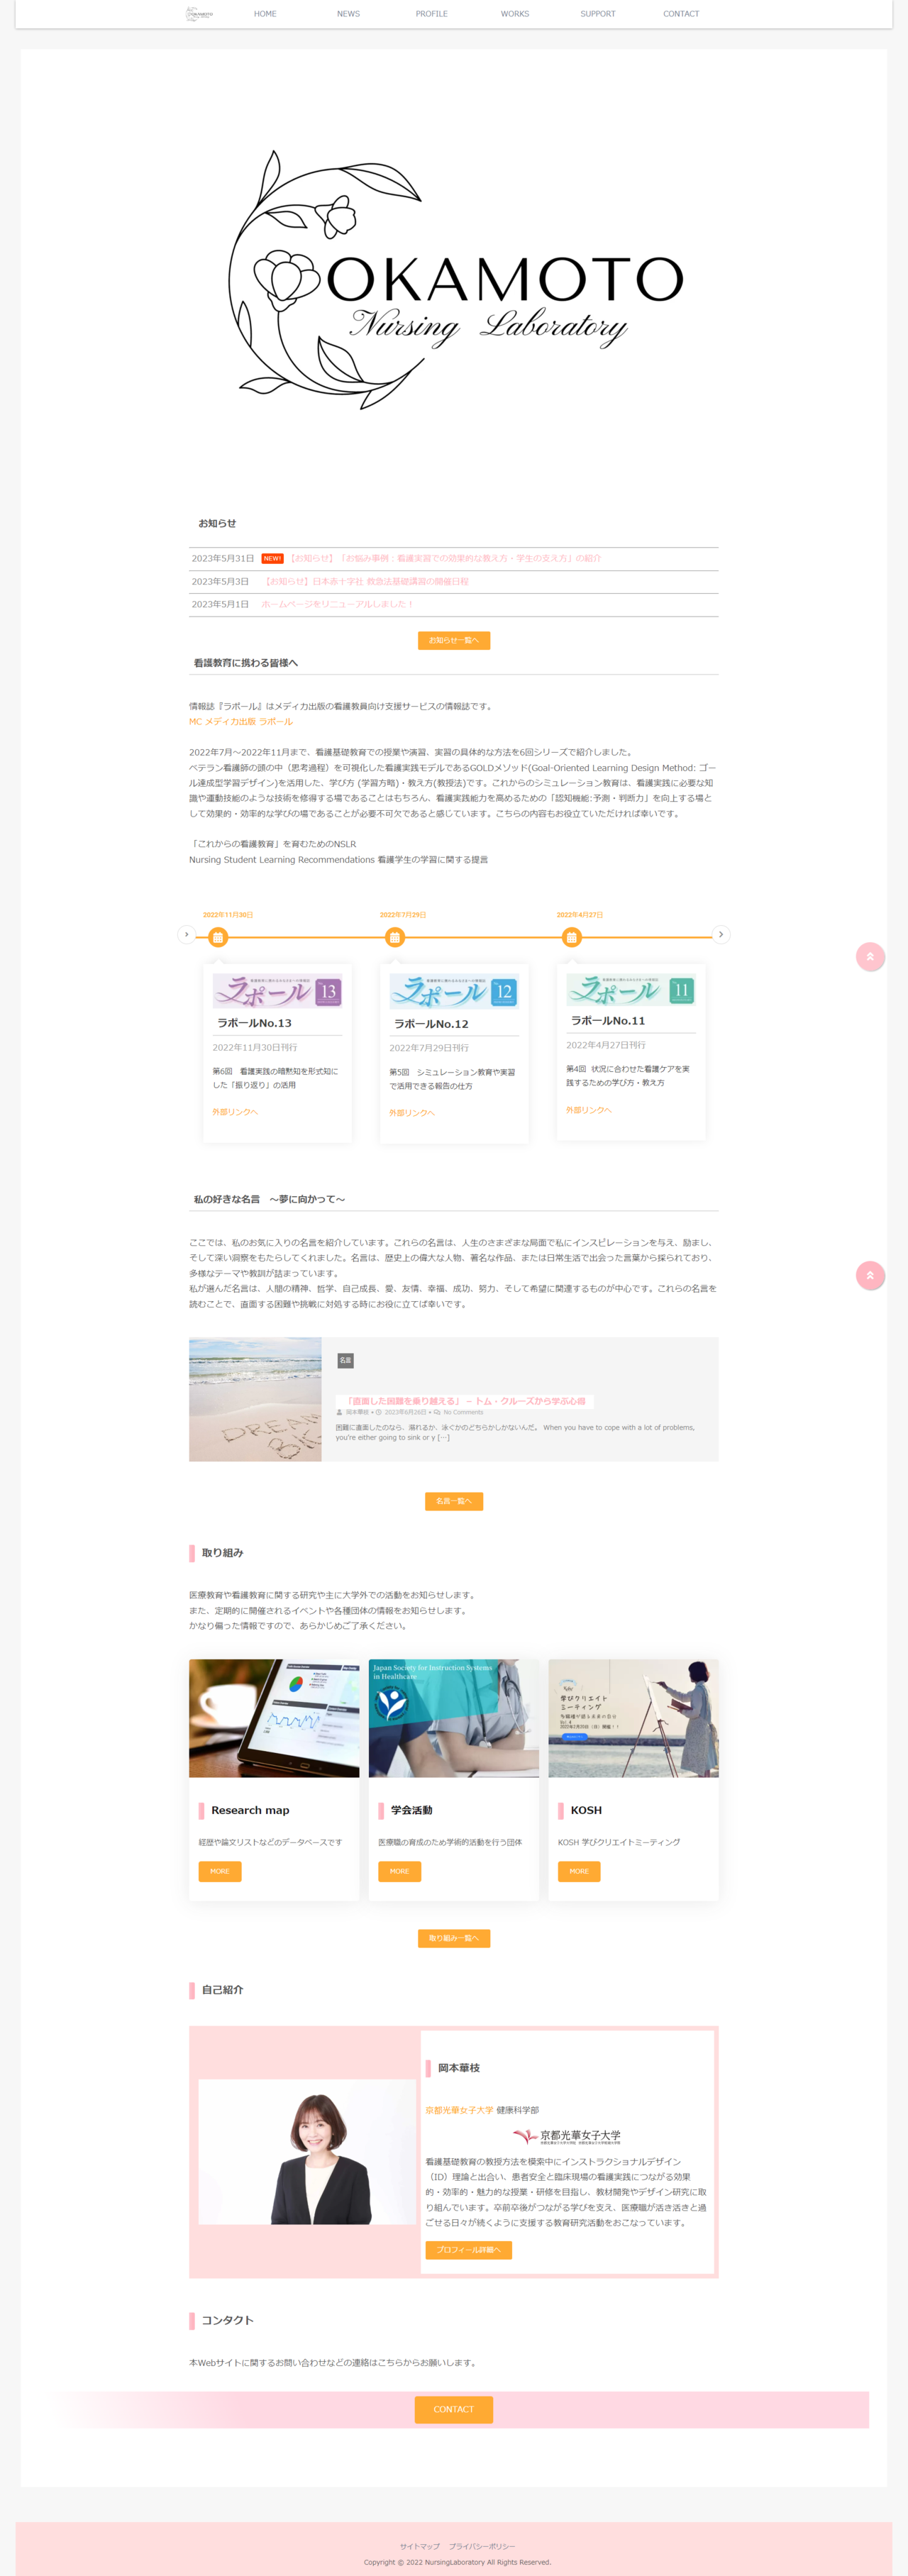 OKAMOTO
HOME NEWS PROFILE WORKS SUPPORT CONTACT
OKAMOTO
Nursing Laboratory
お知らせ
2023年5月31日 NEW! 【お知らせ】「お悩み事例：看護実習での効果的な教え方・学生の支え方」の紹介
2023年5月3日 【お知らせ】日本赤十字社 救急法基礎講習の開催日程
2023年5月1日 ホームページをリニューアルしました！
お知らせ一覧へ
看護教育に携わる皆様へ
情報誌『ラポール』はメディカ出版の看護教員向け支援サービスの情報誌です。
MC メディカ出版 ラポール
2022年7月～2022年11月まで、看護基礎教育での授業や演習、実習の具体的な方法を6回シリーズで紹介しました。
ベテラン看護師の頭の中（思考過程）を可視化した看護実践モデルであるGOLDメソッド(Goal-Oriented Learning Design Method: ゴー
ル達成型学習デザイン)を活用した、学び方 (学習方略)・教え方(教授法)です。これからのシミュレーション教育は、看護実践に必要な知
識や運動技能のような技術を修得する場であることはもちろん、看護実践能力を高めるための「認知機能:予測・判断力」を向上する場と
して効果的・効率的な学びの場であることが必要不可欠であると感じています。こちらの内容もお役立ていただければ幸いです。
「これからの看護教育」を育むためのNSLR
Nursing Student Learning Recommendations 看護学生の学習に関する提言
2022年11月30日 2022年7月29日 2022年4月27日
ラポール 13
ラポールNo.13
2022年11月30日刊行
第6回　看護実践の暗黙知を形式知に
した「振り返り」の活用
外部リンクへ
ラポール 12
ラポールNo.12
2022年7月29日刊行
第5回　シミュレーション教育や実習
で活用できる報告の仕方
外部リンクへ
ラポール 11
ラポールNo.11
2022年4月27日刊行
第4回 状況に合わせた看護ケアを実
践するための学び方・教え方
外部リンクへ
私の好きな名言　～夢に向かって～
ここでは、私のお気に入りの名言を紹介しています。これらの名言は、人生のさまざまな局面で私にインスピレーションを与え、励まし、
そして深い洞察をもたらしてくれました。名言は、歴史上の偉大な人物、著名な作品、または日常生活で出会った言葉から採られており、
多様なテーマや教訓が詰まっています。
私が選んだ名言は、人間の精神、哲学、自己成長、愛、友情、幸福、成功、努力、そして希望に関連するものが中心です。これらの名言を
読むことで、直面する困難や挑戦に対処する時にお役に立てば幸いです。
DREAM
BIG
名言
「直面した困難を乗り越える」 – トム・クルーズから学ぶ心得
岡本華枝 • 2023年6月26日 • No Comments
困難に直面したのなら、溺れるか、泳ぐかのどちらかしかないんだ。 When you have to cope with a lot of problems,
you're either going to sink or y […]
名言一覧へ
取り組み
医療教育や看護教育に関する研究や主に大学外での活動をお知らせします。
また、定期的に開催されるイベントや各種団体の情報をお知らせします。
かなり偏った情報ですので、あらかじめご了承ください。
Japan Society for Instruction Systems
in Healthcare
学びクリエイト
ミーティング
Research map
経歴や論文リストなどのデータベースです
MORE
学会活動
医療職の育成のため学術的活動を行う団体
MORE
KOSH
KOSH 学びクリエイトミーティング
MORE
取り組み一覧へ
自己紹介
岡本華枝
京都光華女子大学 健康科学部
京都光華女子大学
看護基礎教育の教授方法を模索中にインストラクショナルデザイン
（ID）理論と出合い、患者安全と臨床現場の看護実践につながる効果
的・効率的・魅力的な授業・研修を目指し、教材開発やデザイン研究に取
り組んでいます。卒前卒後がつながる学びを支え、医療職が活き活きと過
ごせる日々が続くように支援する教育研究活動をおこなっています。
プロフィール詳細へ
コンタクト
本Webサイトに関するお問い合わせなどの連絡はこちらからお願いします。
CONTACT
サイトマップ プライバシーポリシー
Copyright © 2022 NursingLaboratory All Rights Reserved.